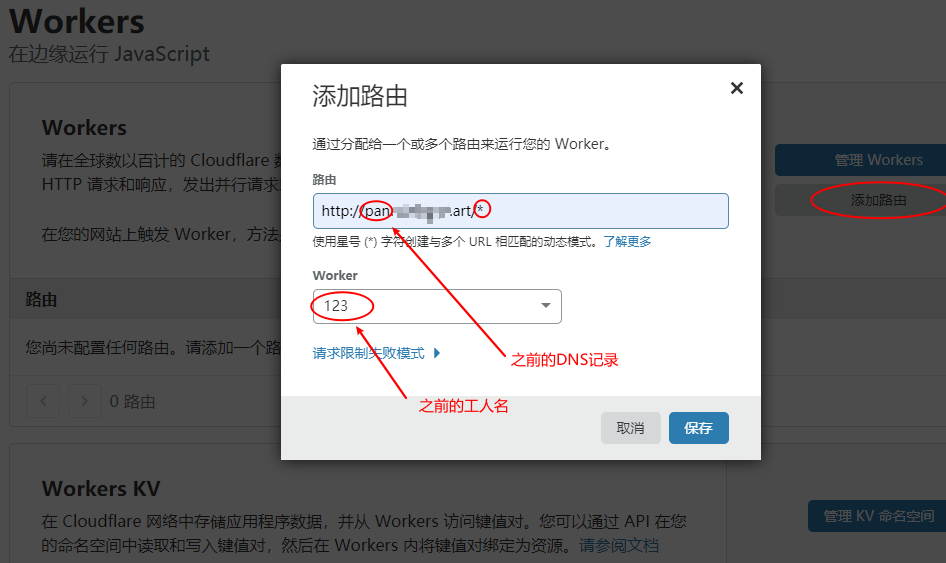 Workers
在边缘运行 JavaScript
添加路由
×
Workers
通过分配给一个或多个路由来运行您的 Worker。
请在全球数以百计的 Cloudflare 数
管理 Workers
HTTP 请求和响应，发出并行请求
路由
添加路由
http://pan .art/*
在您的网站上触发 Worker，方法
使用星号 (*) 字符创建与多个 URL 相匹配的动态模式。了解更多
Worker
路由
123
您尚未配置任何路由。请添加一个路
请求限制失败模式
之前的DNS记录
0 路由
之前的工人名
取消
保存
Workers KV
管理 KV 命名空间
在 Cloudflare 网络中存储应用程序数据，并从 Workers 访问键值对。您可以通过 API 在您
的命名空间中读取和写入键值对，然后在 Workers 内将键值对绑定为资源。请参阅文档